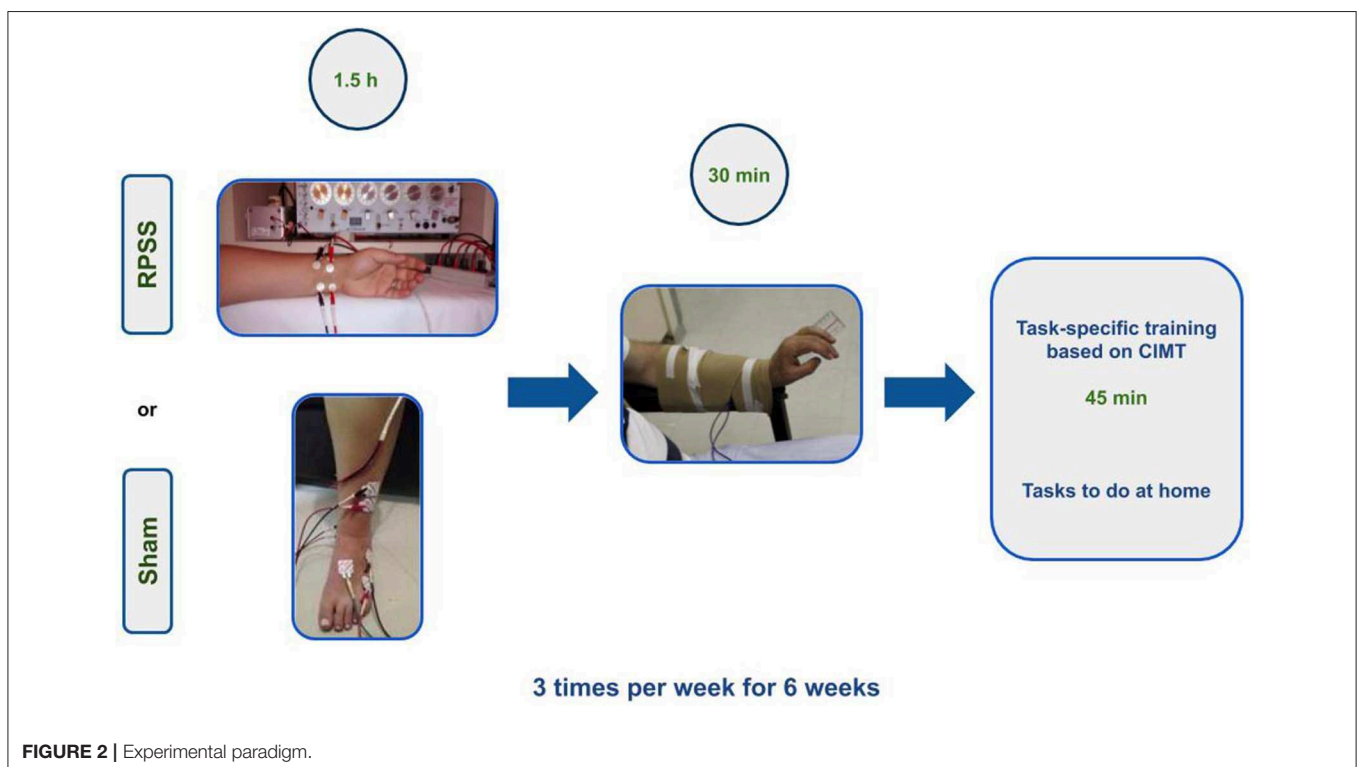 1.5 h
30 min
RPSS
or
Sham
Task-specific training
based on CIMT
45 min
Tasks to do at home
3 times per week for 6 weeks
FIGURE 2 | Experimental paradigm.